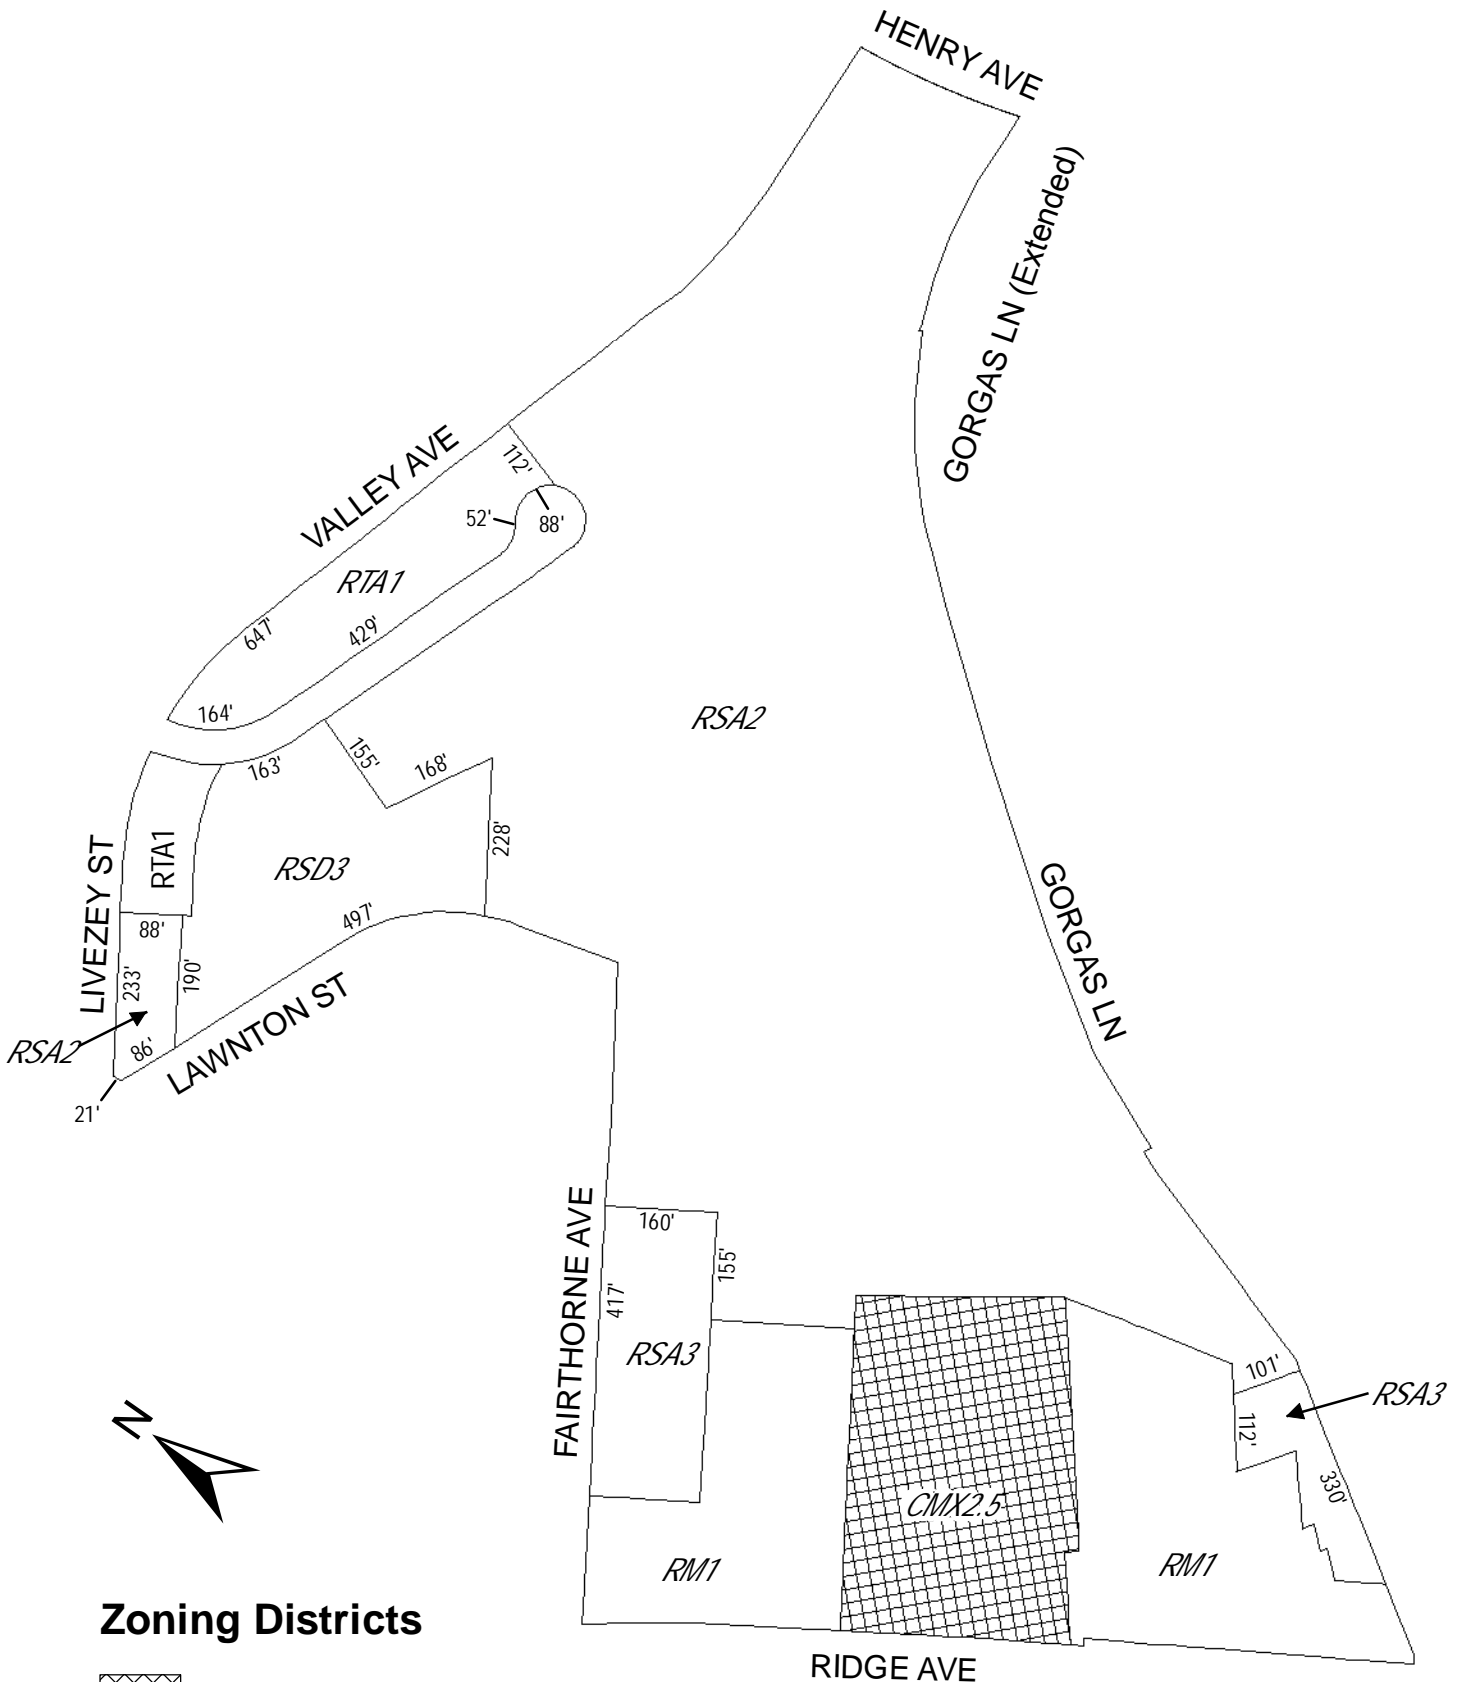 HENRY AVE
GORGAS LN (Extended)
VALLEY AVE
112'
52'
88'
RTA1
647'
429'
164'
RSA2
163'
155'
168'
228'
RTA1
RSD3
LIVEZEY ST
88'
497'
233'
190'
LAWNTON ST
RSA2
86'
21'
GORGAS LN
FAIRTHORNE AVE
160'
155'
417'
RSA3
101'
RSA3
112'
330'
CMX2.5
RM1
RM1
N
Zoning Districts
RIDGE AVE